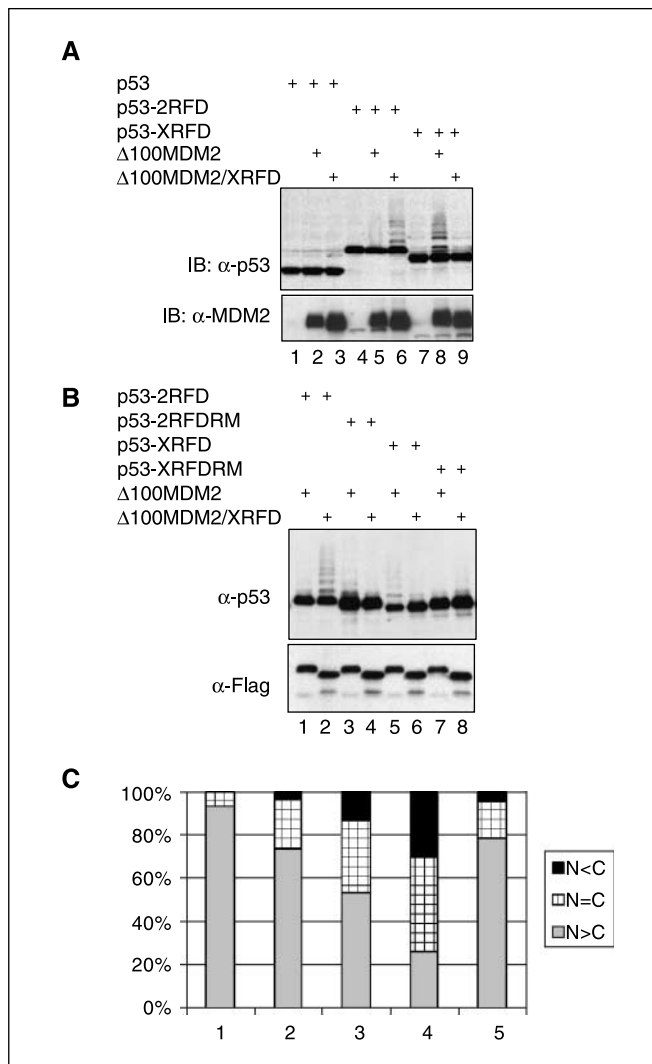 A
p53 + + +
p53-2RFD + + +
p53-XRFD + + +
Δ100MDM2 + + +
Δ100MDM2/XRFD + + +
IB: α-p53
IB: α-MDM2
1 2 3 4 5 6 7 8 9
B
p53-2RFD + +
p53-2RFDRM + +
p53-XRFD + +
p53-XRFDRM + +
Δ100MDM2 + + + +
Δ100MDM2/XRFD + + + +
α-p53
α-Flag
1 2 3 4 5 6 7 8
C
100%
80%
60%
40%
20%
0%
1 2 3 4 5
N<C
N=C
N>C